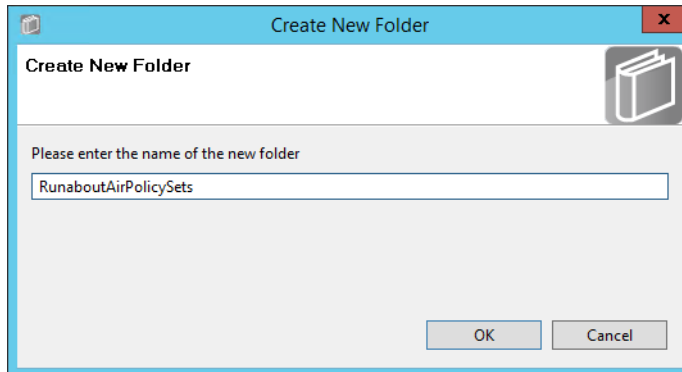 Create New Folder
x
Create New Folder
Please enter the name of the new folder
RunaboutAirPolicySets
OK
Cancel